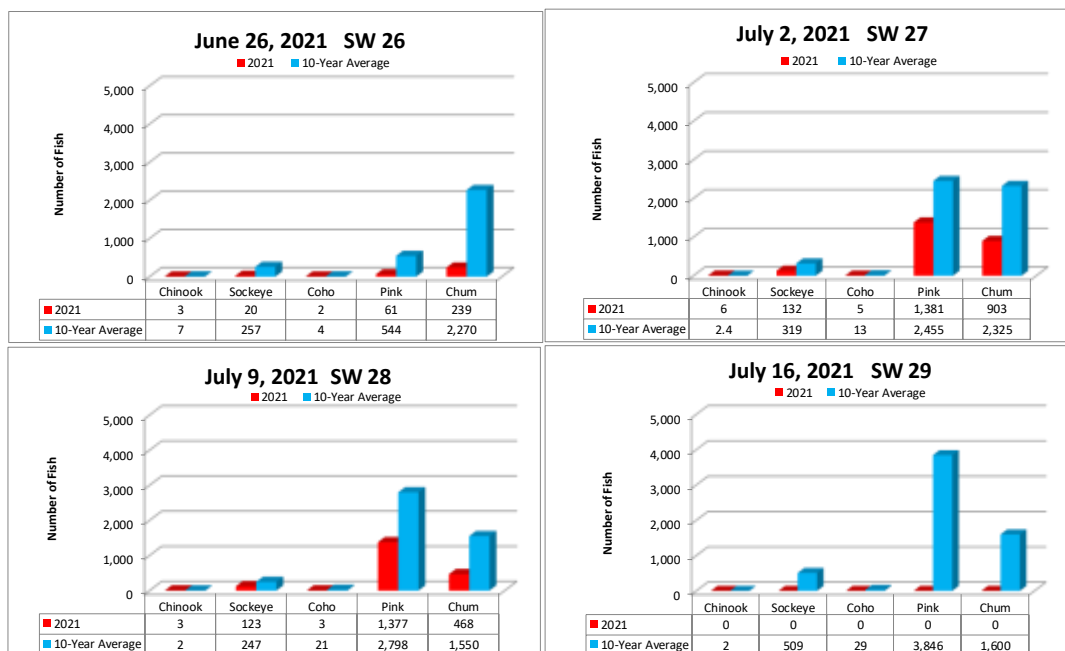 June 26, 2021 SW 26
2021 10-Year Average
Number of Fish
5,000
4,000
3,000
2,000
1,000
0
Chinook Sockeye Coho Pink Chum
2021 3 20 2 61 239
10-Year Average 7 257 4 544 2,270
July 2, 2021 SW 27
2021 10-Year Average
Number of Fish
5,000
4,000
3,000
2,000
1,000
0
Chinook Sockeye Coho Pink Chum
2021 6 132 5 1,381 903
10-Year Average 2.4 319 13 2,455 2,325
July 9, 2021 SW 28
2021 10-Year Average
Number of Fish
5,000
4,000
3,000
2,000
1,000
0
Chinook Sockeye Coho Pink Chum
2021 3 123 3 1,377 468
10-Year Average 2 247 21 2,798 1,550
July 16, 2021 SW 29
2021 10-Year Average
Number of Fish
5,000
4,000
3,000
2,000
1,000
0
Chinook Sockeye Coho Pink Chum
2021 0 0 0 0 0
10-Year Average 2 509 29 3,846 1,600